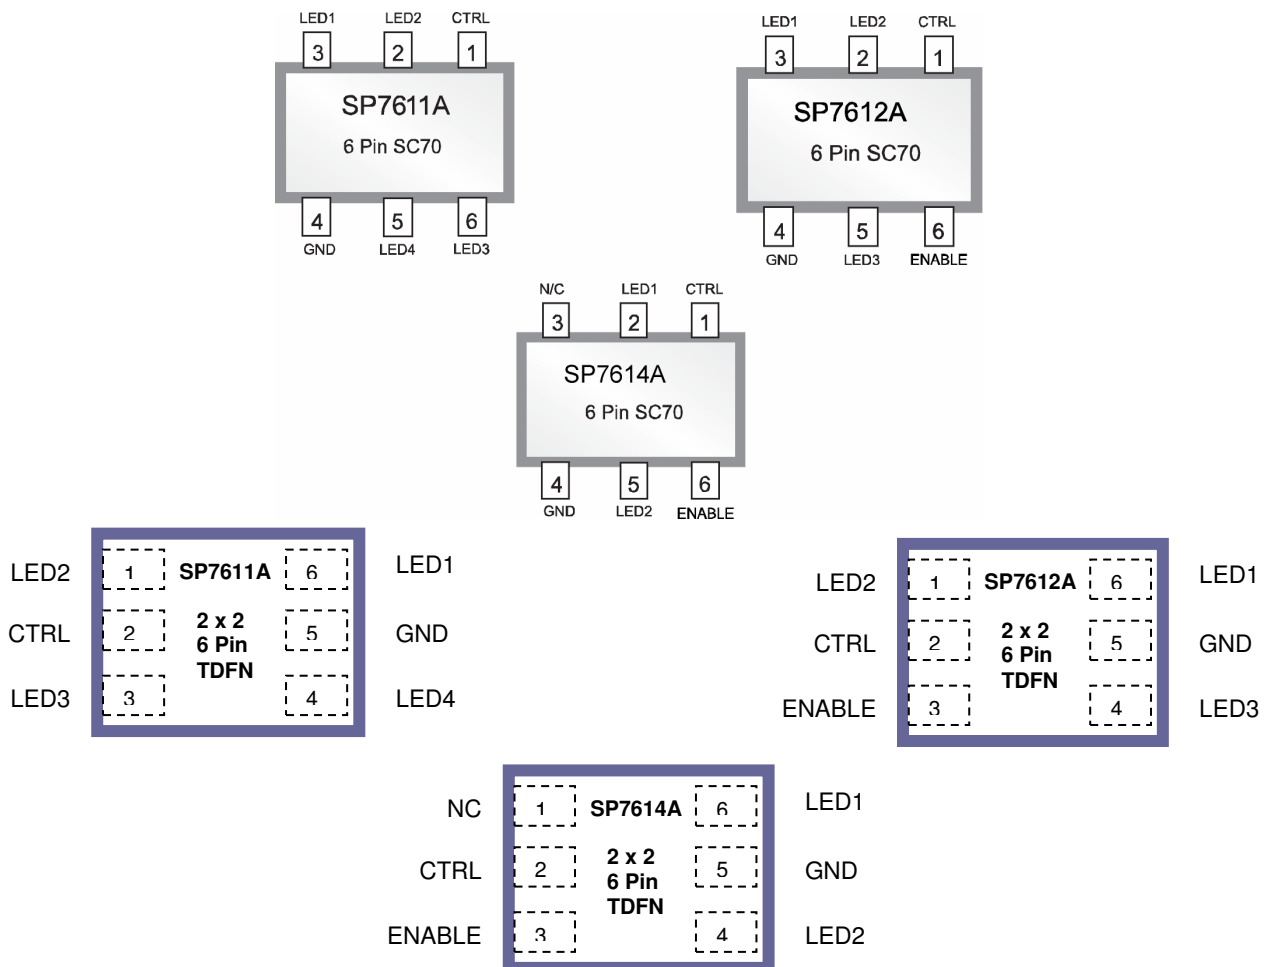 LED1 LED2 CTRL
3 2 1
SP7611A
6 Pin SC70
4 5 6
GND LED4 LED3
LED1 LED2 CTRL
3 2 1
SP7612A
6 Pin SC70
4 5 6
GND LED3 ENABLE
N/C LED1 CTRL
3 2 1
SP7614A
6 Pin SC70
4 5 6
GND LED2 ENABLE
LED2 1 SP7611A 6 LED1
CTRL 2 2 x 2 5 GND
6 Pin
TDFN
LED3 3 4 LED4
LED2 1 SP7612A 6 LED1
CTRL 2 2 x 2 5 GND
6 Pin
TDFN
ENABLE 3 4 LED3
NC 1 SP7614A 6 LED1
CTRL 2 2 x 2 5 GND
6 Pin
TDFN
ENABLE 3 4 LED2